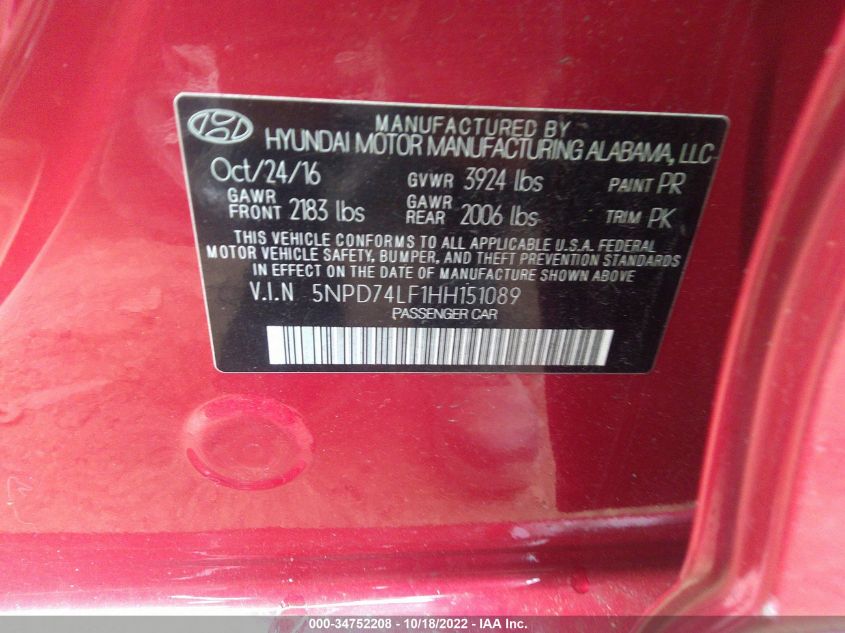 MANUFACTURED BY
HYUNDAI MOTOR MANUFACTURING ALABAMA, LLC
Oct/24/16 GVWR 3924 lbs PAINT PR
GAWR FRONT 2183 lbs GAWR REAR 2006 lbs TRIM PK
THIS VEHICLE CONFORMS TO ALL APPLICABLE U.S.A. FEDERAL
MOTOR VEHICLE SAFETY, BUMPER, AND THEFT PREVENTION STANDARDS
IN EFFECT ON THE DATE OF MANUFACTURE SHOWN ABOVE
V.I.N 5NPD74LF1HH151089
PASSENGER CAR
000-34752208 - 10/18/2022 - IAA Inc.